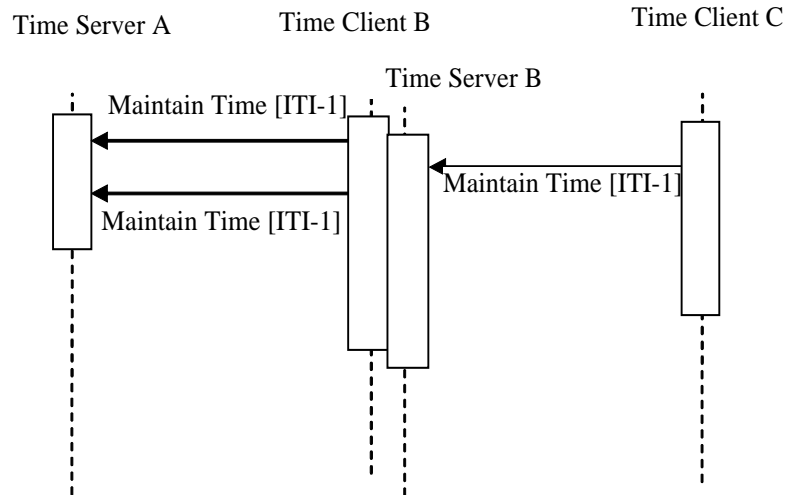 Time Server A
Time Client B
Time Client C
Time Server B
Maintain Time [ITI-1]
Maintain Time [ITI-1]
Maintain Time [ITI-1]